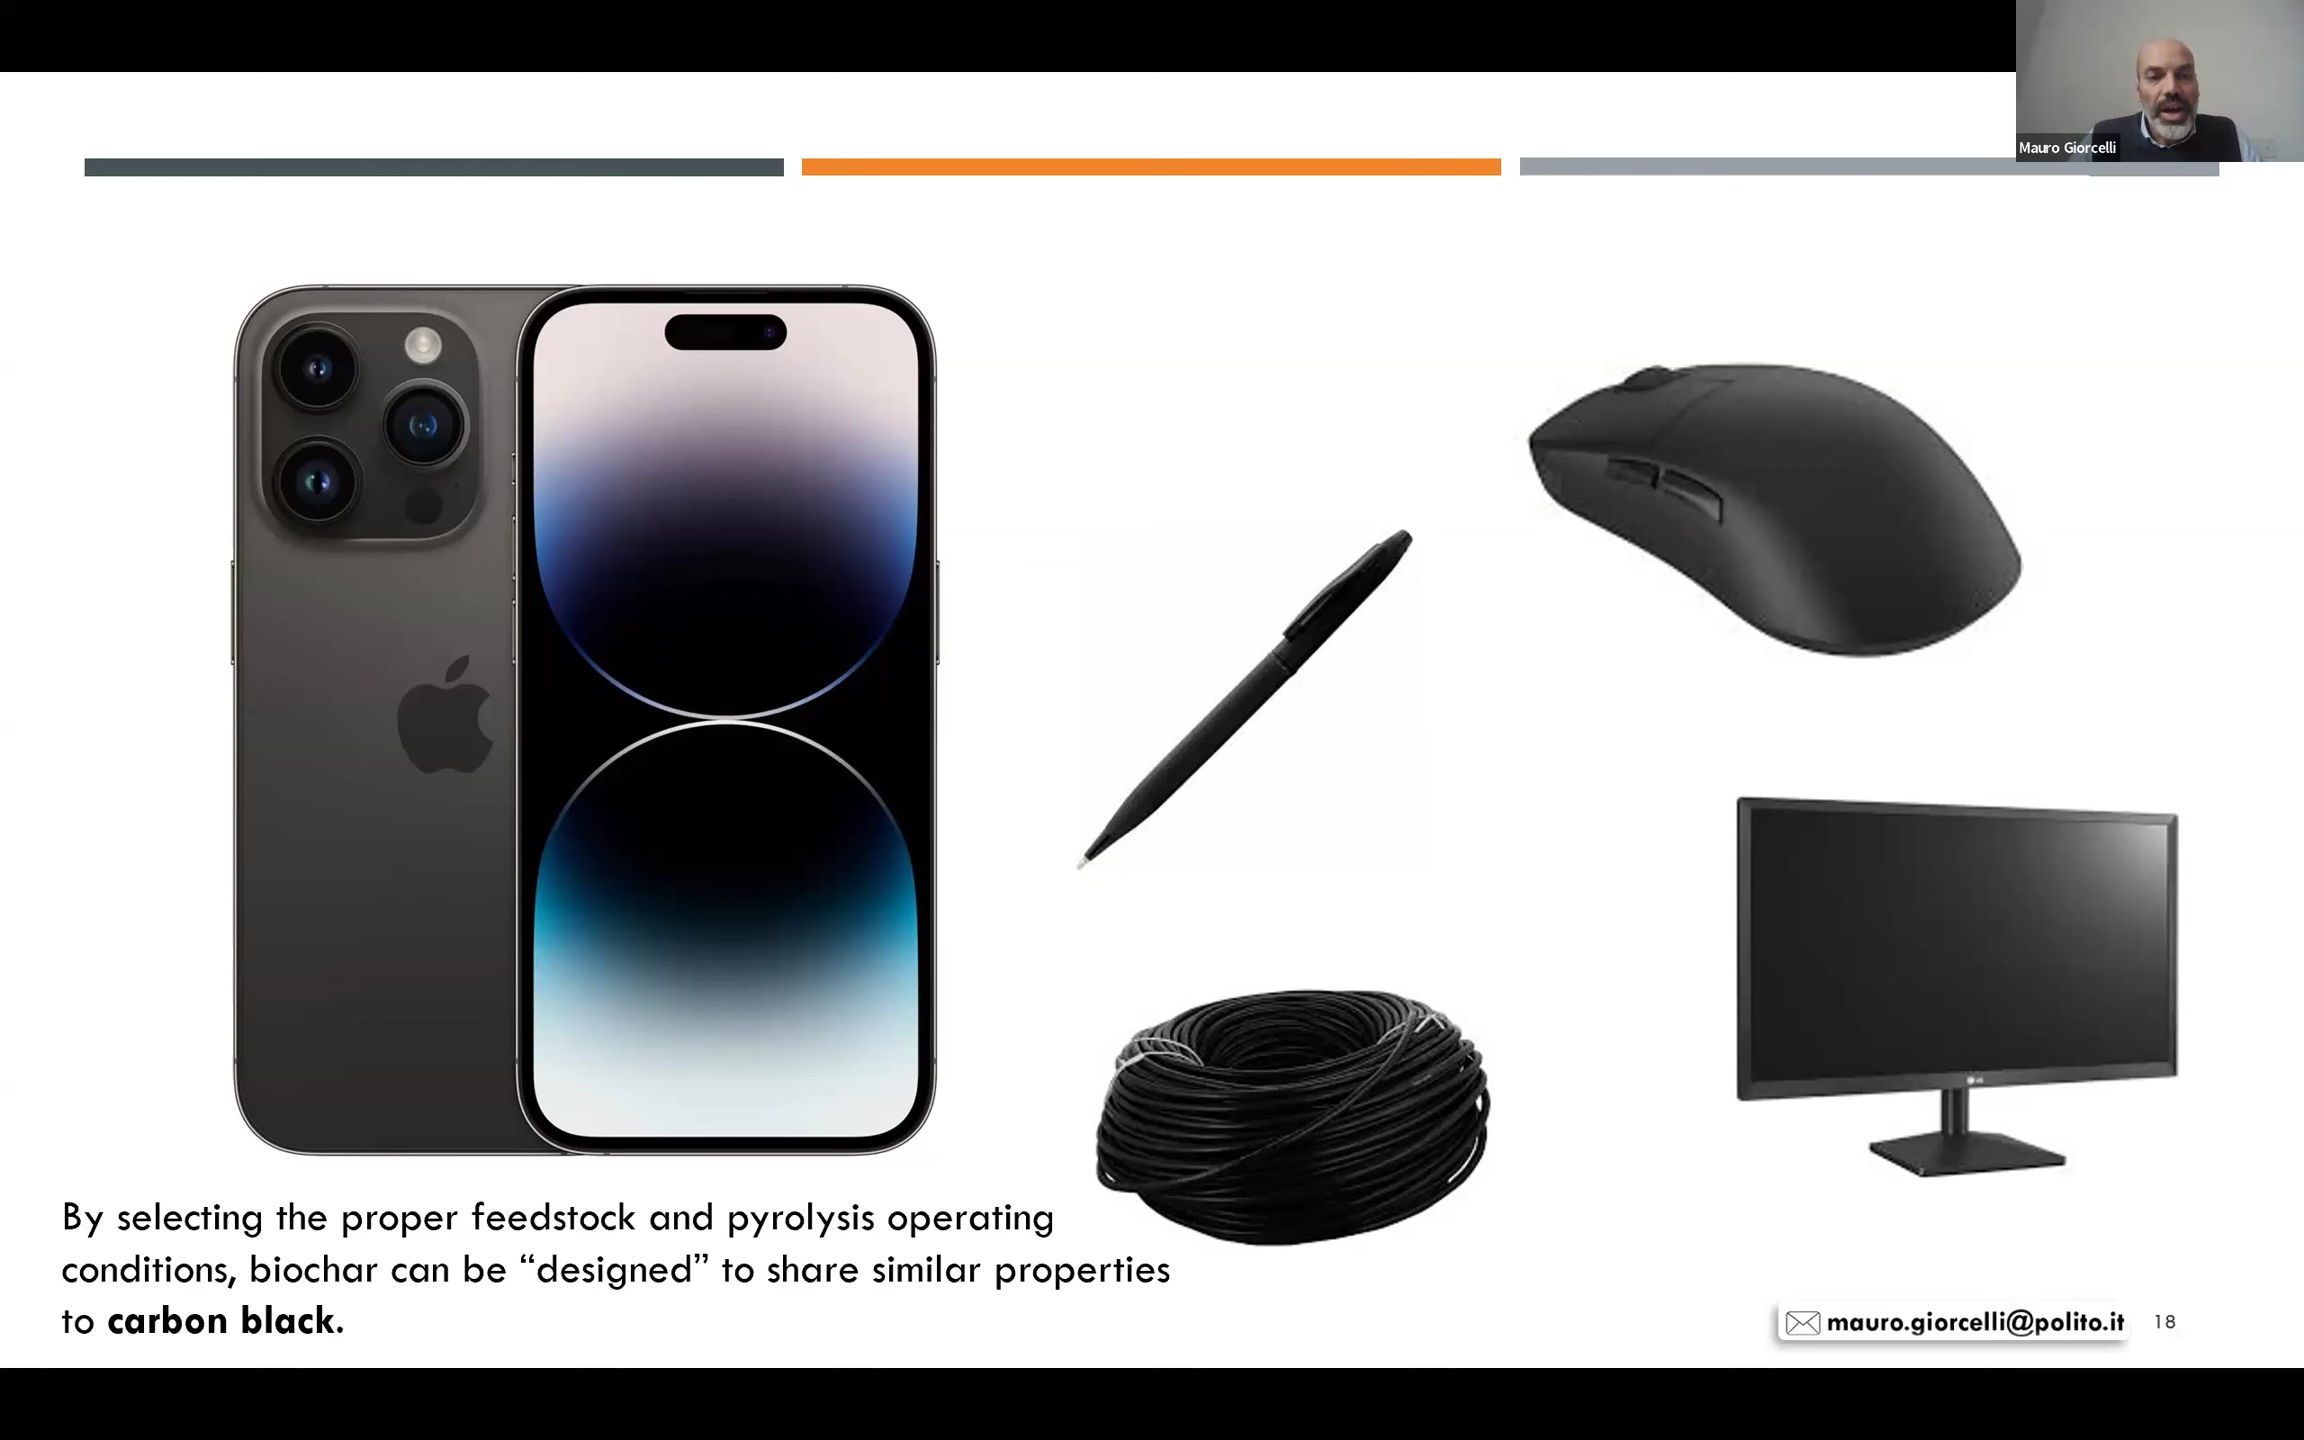 Mauro Giorcelli
By selecting the proper feedstock and pyrolysis operating
conditions, biochar can be “designed” to share similar properties
to carbon black.
mauro.giorcelli@polito.it
18